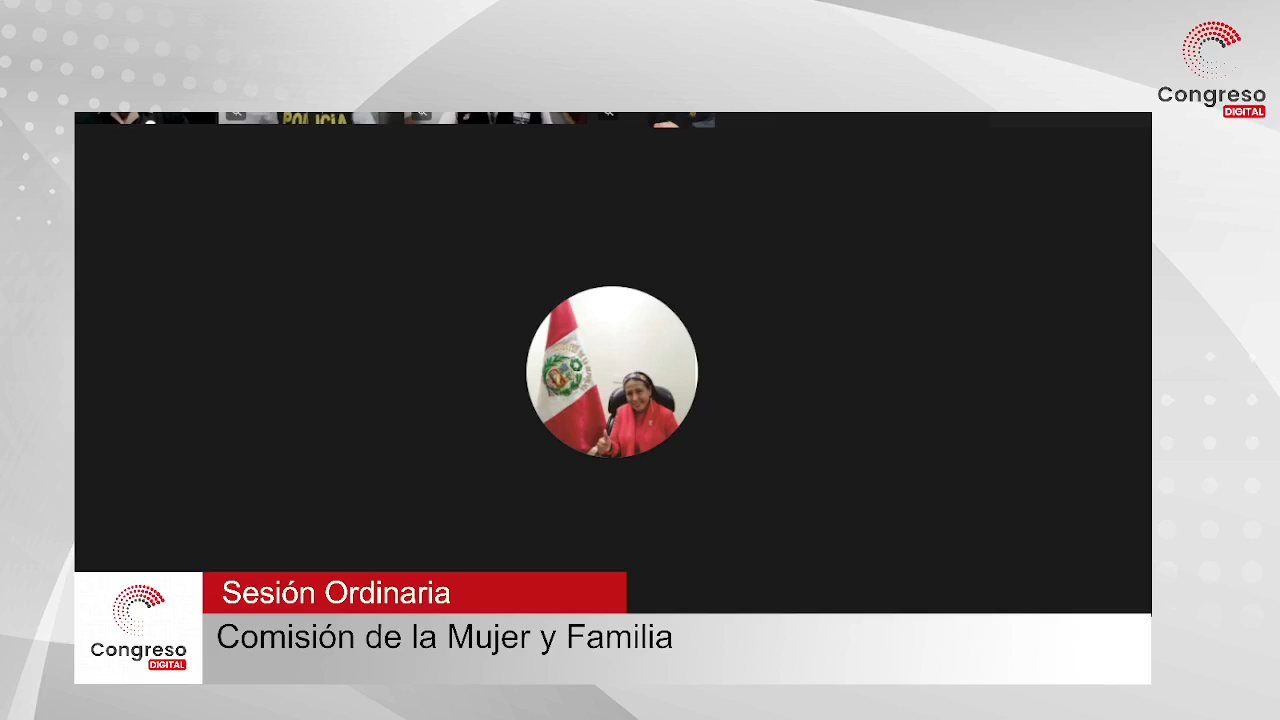 Congreso
DIGITAL
POLICIA
Sesión Ordinaria
Comisión de la Mujer y Familia
Congreso
DIGITAL